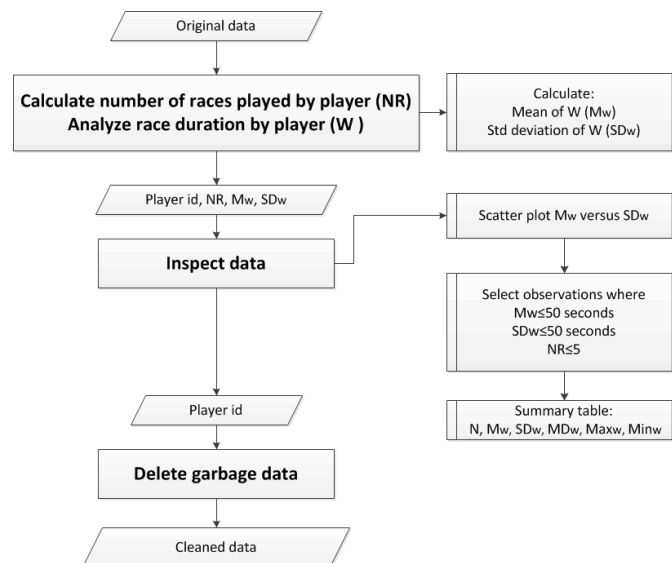 Original data
Calculate number of races played by player (NR)
Analyze race duration by player (W )
Calculate:
Mean of W (Mw)
Std deviation of W (SDw)
Player id, NR, Mw, SDw
Scatter plot Mw versus SDw
Inspect data
Select observations where
Mw≤50 seconds
SDw≤50 seconds
NR≤5
Player id
Summary table:
N, Mw, SDw, MDw, Maxw, Minw
Delete garbage data
Cleaned data